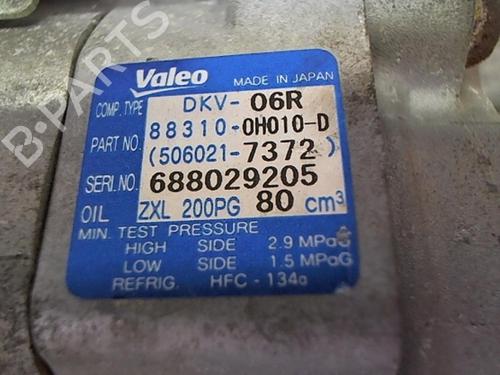 Valeo MADE IN JAPAN
COMP. TYPE DKV- 06R
PART NO. 88310-0H010-D
(506021-7372)
SERI.NO. 688029205
OIL ZXL 200PG 80 cm³
MIN. TEST PRESSURE
HIGH SIDE 2.9 MPaG
LOW SIDE 1.5 MPaG
REFRIG. HFC - 134a
B-PARTS